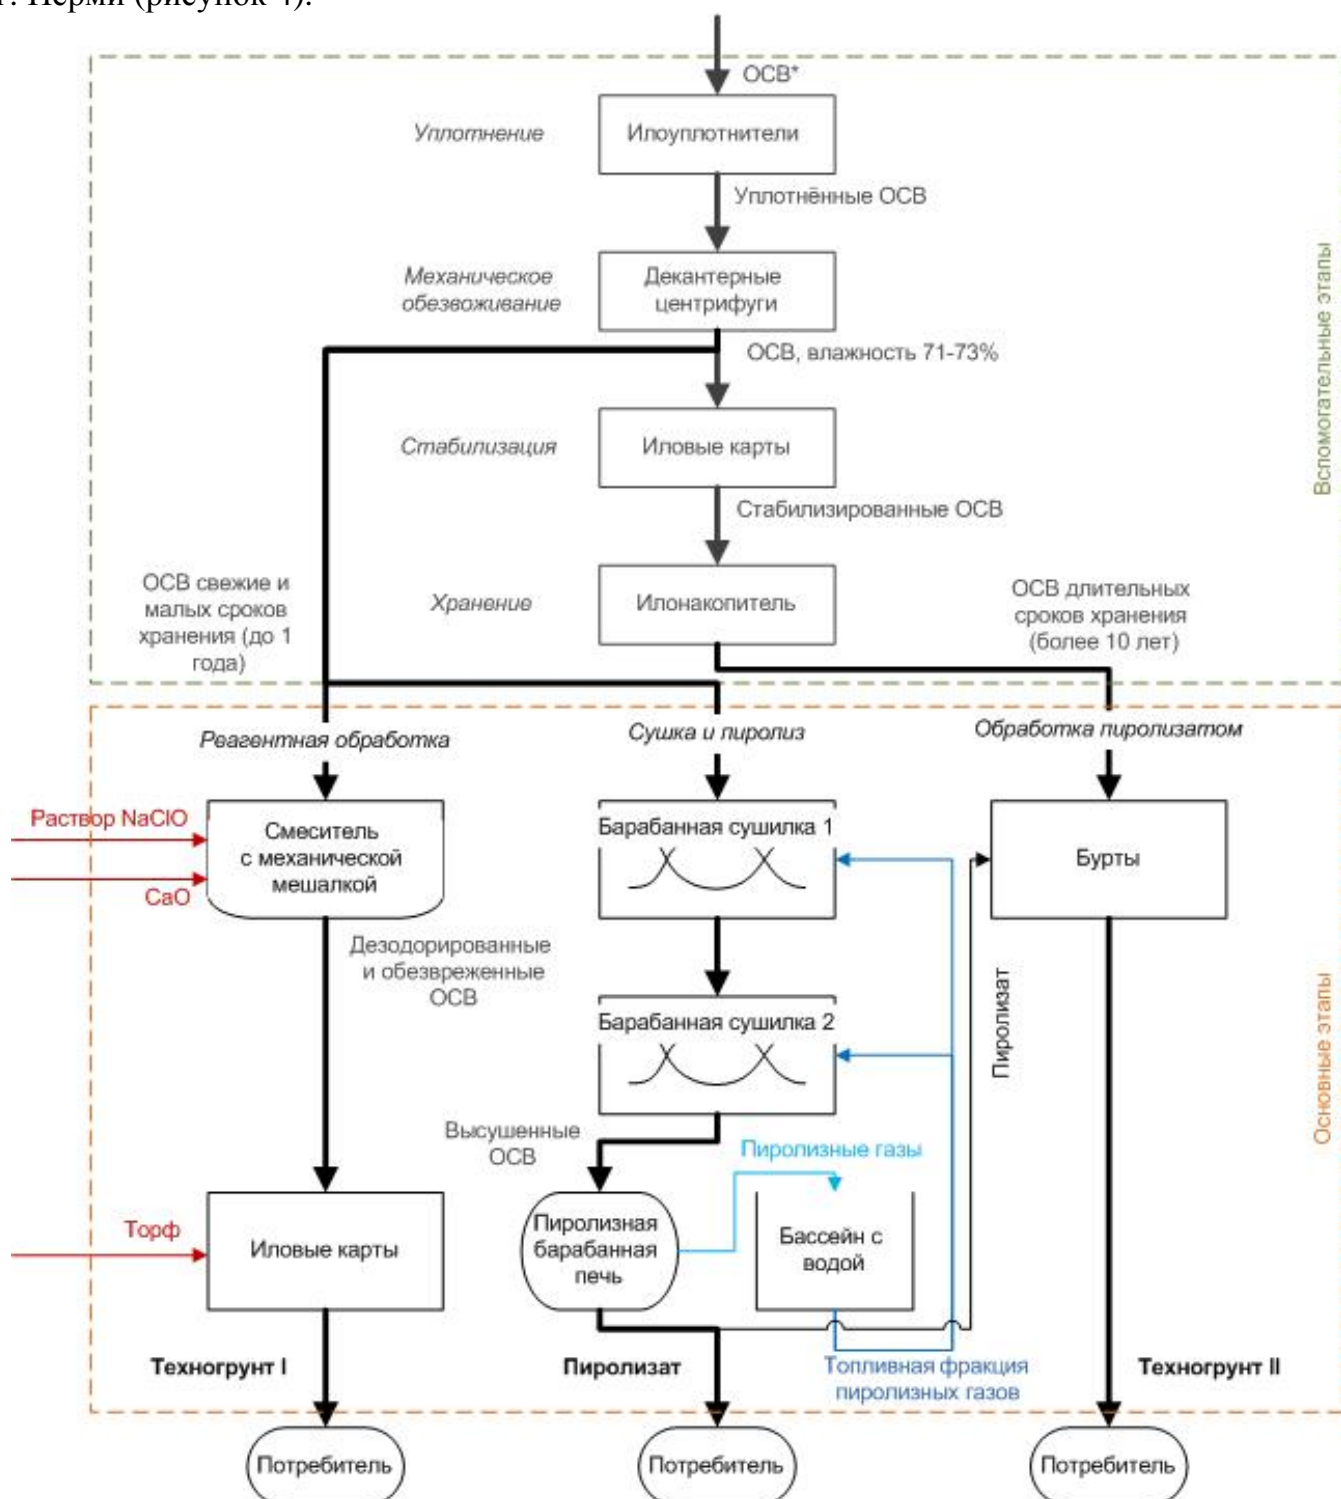 г. Перми (рисунок 4).
ОСВ*
Уплотнение
Илоуплотнители
Уплотнённые ОСВ
Механическое
обезвоживание
Декантерные
центрифуги
ОСВ, влажность 71-73%
Стабилизация
Иловые карты
Стабилизированные ОСВ
Вспомогательные этапы
ОСВ свежие и
малых сроков
хранения (до 1
года)
Хранение
Илонакопитель
ОСВ длительных
сроков хранения
(более 10 лет)
Реагентная обработка
Сушка и пиролиз
Обработка пиролизатом
Раствор NaClO
CaO
Смеситель
с механической
мешалкой
Барабанная сушилка 1
Бурты
Дезодорированные
и обезвреженные
ОСВ
Барабанная сушилка 2
Пиролизат
Основные этапы
Высушенные
ОСВ
Пиролизные газы
Торф
Иловые карты
Пиролизная
барабанная
печь
Бассейн с
водой
Техногрунт I
Пиролизат
Топливная фракция
пиролизных газов
Техногрунт II
Потребитель
Потребитель
Потребитель